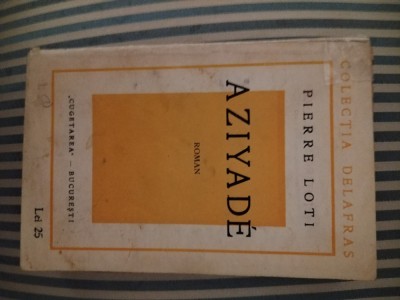 COLECȚIA DELAFRAS
PIERRE LOTI
AZIYADÉ
ROMAN
„CUGETAREA” – BUCUREȘTI
Lei 25